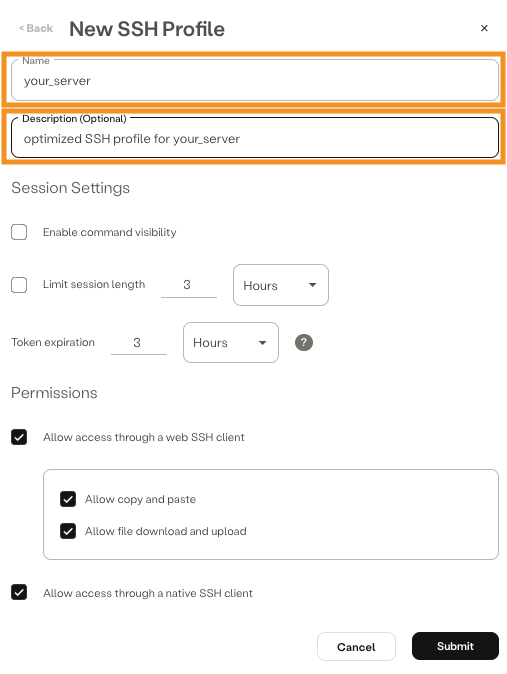 < Back New SSH Profile ×
Name
your_server
Description (Optional)
optimized SSH profile for your_server
Session Settings
Enable command visibility
Limit session length 3 Hours
Token expiration 3 Hours ?
Permissions
Allow access through a web SSH client
Allow copy and paste
Allow file download and upload
Allow access through a native SSH client
Cancel Submit